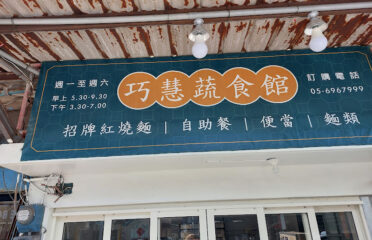 週一至週六
早上 5.30-9.30
下午 3.30-7.00
巧慧蔬食館
訂購電話
05-6967999
招牌紅燒麵 | 自助餐 | 便當 | 麵類